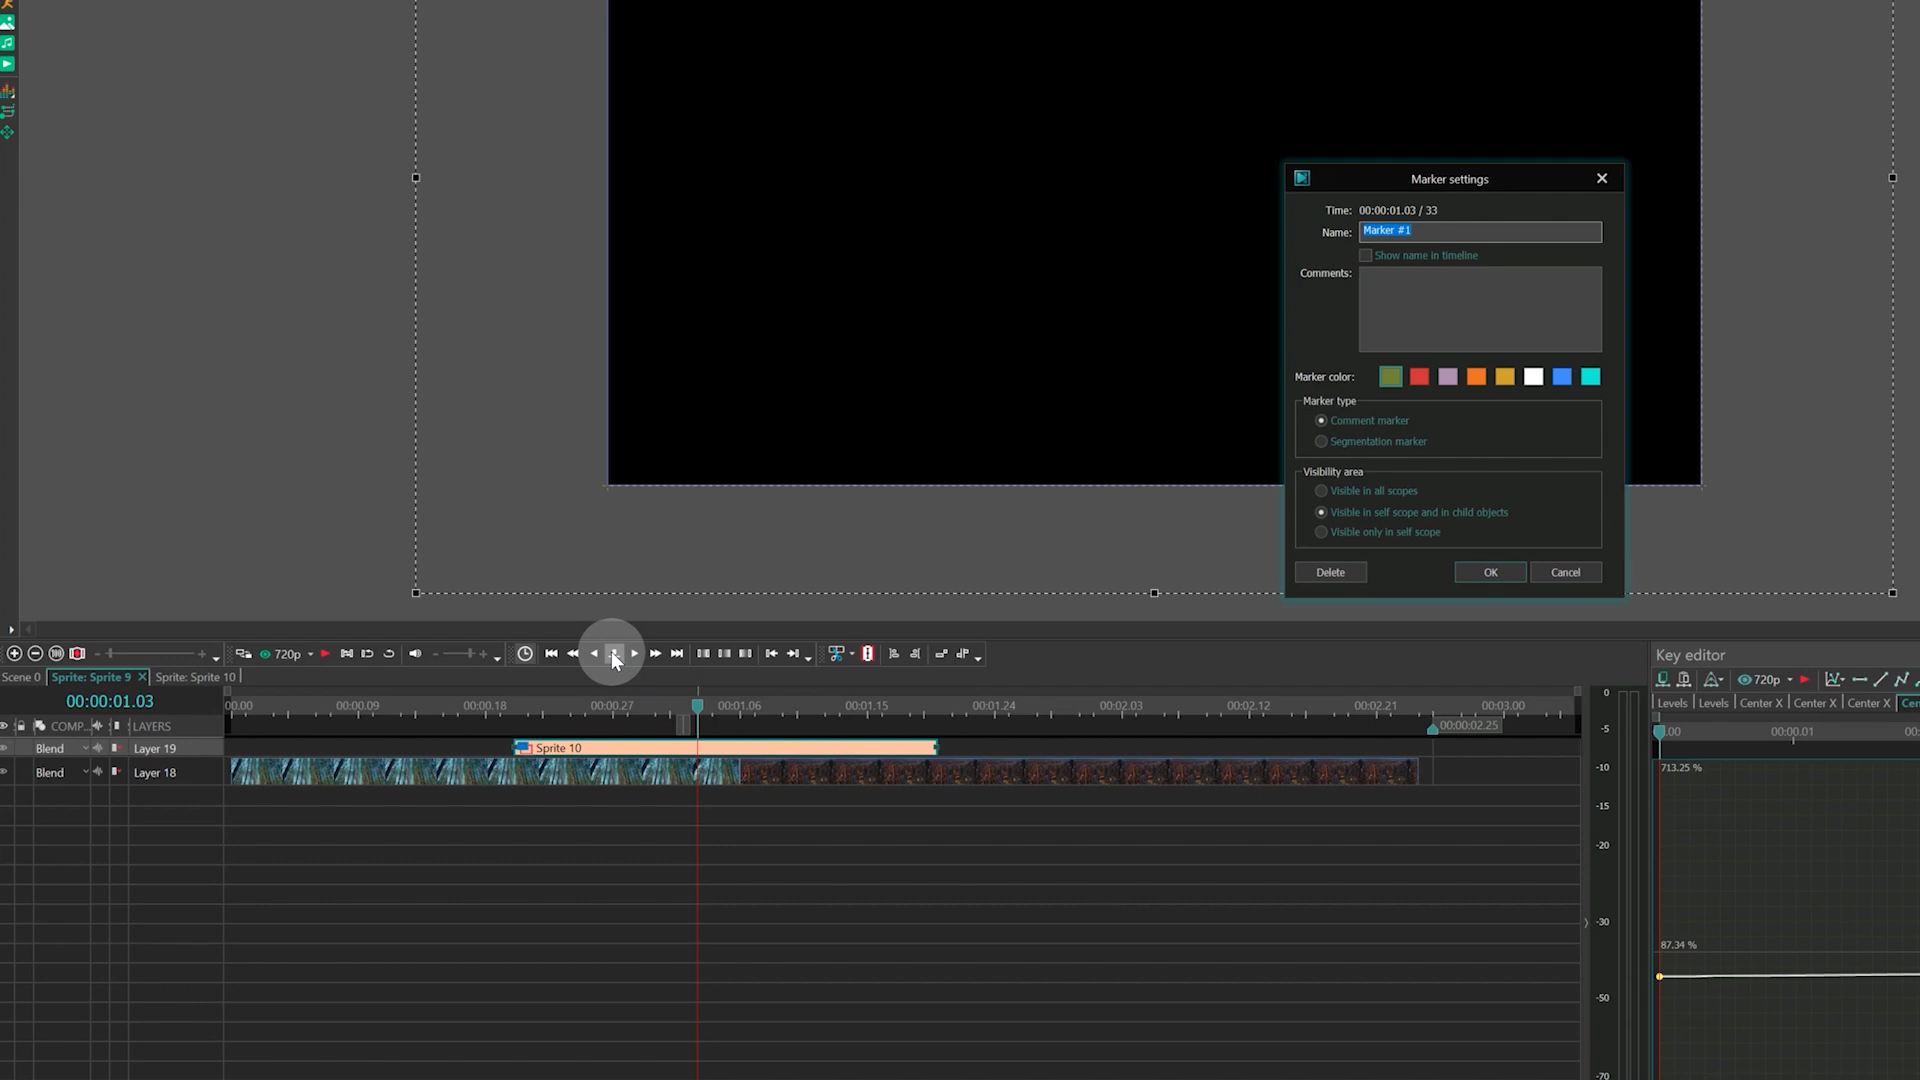 Marker settings
Time: 00:00:01.03 / 33
Name: Marker #1
Show name in timeline
Comments:
Marker color:
Marker type
Comment marker
Segmentation marker
Visibility area
Visible in all scopes
Visible in self scope and in child objects
Visible only in self scope
Delete OK Cancel
720p
Scene 0 Sprite: Sprite 9 Sprite: Sprite 10
00:00:01.03
00.00 00:00.09 00:00.18 00:00.27 00:01.06 00:01.15 00:01.24 00:02.03 00:02.12 00:02.21 00:03.00
00:00:02.25
COMP... LAYERS
Blend Layer 19
Sprite 10
Blend Layer 18
0
-5
-10
-15
-20
-30
-50
-70
Key editor
720p
Levels Levels Center X Center X Center X Cen
.00 00:00.01 00:
713.25 %
87.34 %